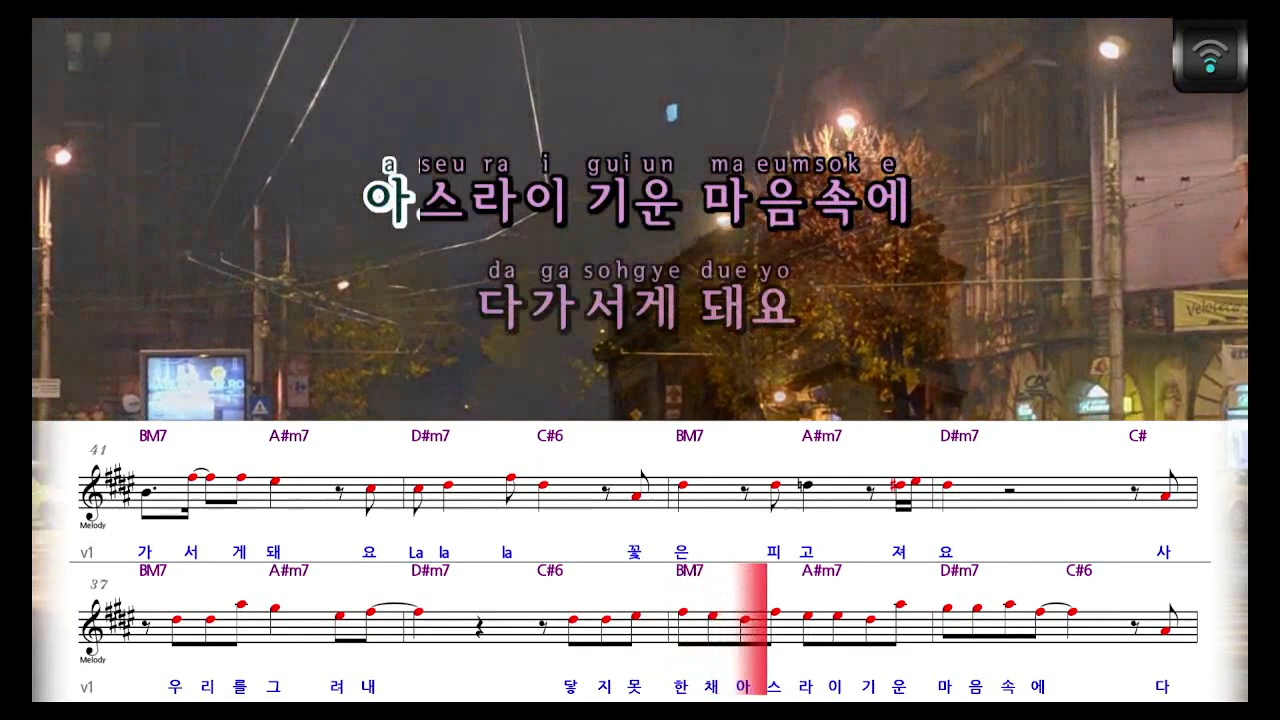 a seu ra i gui un ma eumsok e
아스라이 기운 마음속에
da ga sohgye due yo
다가서게 돼요
Veloteca
BM7 A#m7 D#m7 C#6 BM7 A#m7 D#m7 C#
41
Melody
v1 가 서 게 돼 요 La la la 꽃 은 피 고 져 요 사
BM7 A#m7 D#m7 C#6 BM7 A#m7 D#m7 C#6
37
Melody
v1 우 리 를 그 려 내 닿 지 못 한 채 아 스 라 이 기 운 마 음 속 에 다